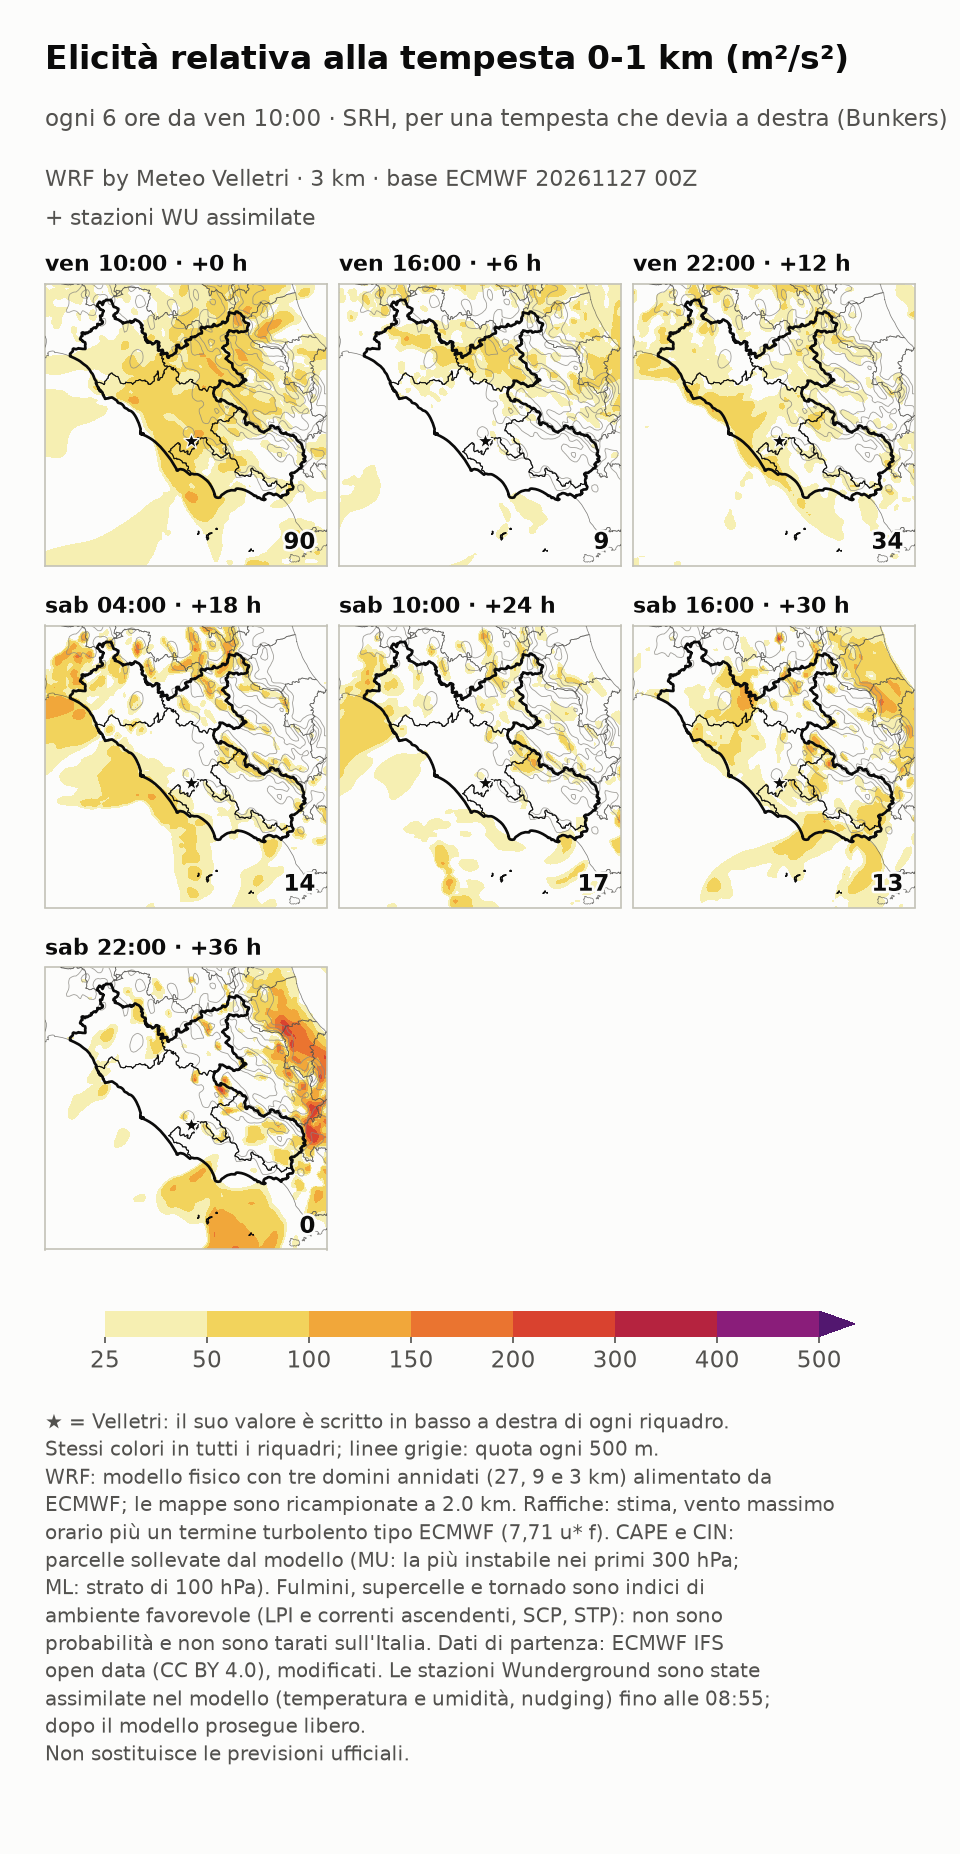 Elicità relativa alla tempesta 0-1 km (m²/s²)
ogni 6 ore da ven 10:00 · SRH, per una tempesta che devia a destra (Bunkers)
WRF by Meteo Velletri · 3 km · base ECMWF 20261127 00Z
+ stazioni WU assimilate
ven 10:00 · +0 h
ven 16:00 · +6 h
ven 22:00 · +12 h
90
9
34
sab 04:00 · +18 h
sab 10:00 · +24 h
sab 16:00 · +30 h
14
17
13
sab 22:00 · +36 h
0
25 50 100 150 200 300 400 500
★ = Velletri: il suo valore è scritto in basso a destra di ogni riquadro.
Stessi colori in tutti i riquadri; linee grigie: quota ogni 500 m.
WRF: modello fisico con tre domini annidati (27, 9 e 3 km) alimentato da
ECMWF; le mappe sono ricampionate a 2.0 km. Raffiche: stima, vento massimo
orario più un termine turbolento tipo ECMWF (7,71 u* f). CAPE e CIN:
parcelle sollevate dal modello (MU: la più instabile nei primi 300 hPa;
ML: strato di 100 hPa). Fulmini, supercelle e tornado sono indici di
ambiente favorevole (LPI e correnti ascendenti, SCP, STP): non sono
probabilità e non sono tarati sull'Italia. Dati di partenza: ECMWF IFS
open data (CC BY 4.0), modificati. Le stazioni Wunderground sono state
assimilate nel modello (temperatura e umidità, nudging) fino alle 08:55;
dopo il modello prosegue libero.
Non sostituisce le previsioni ufficiali.